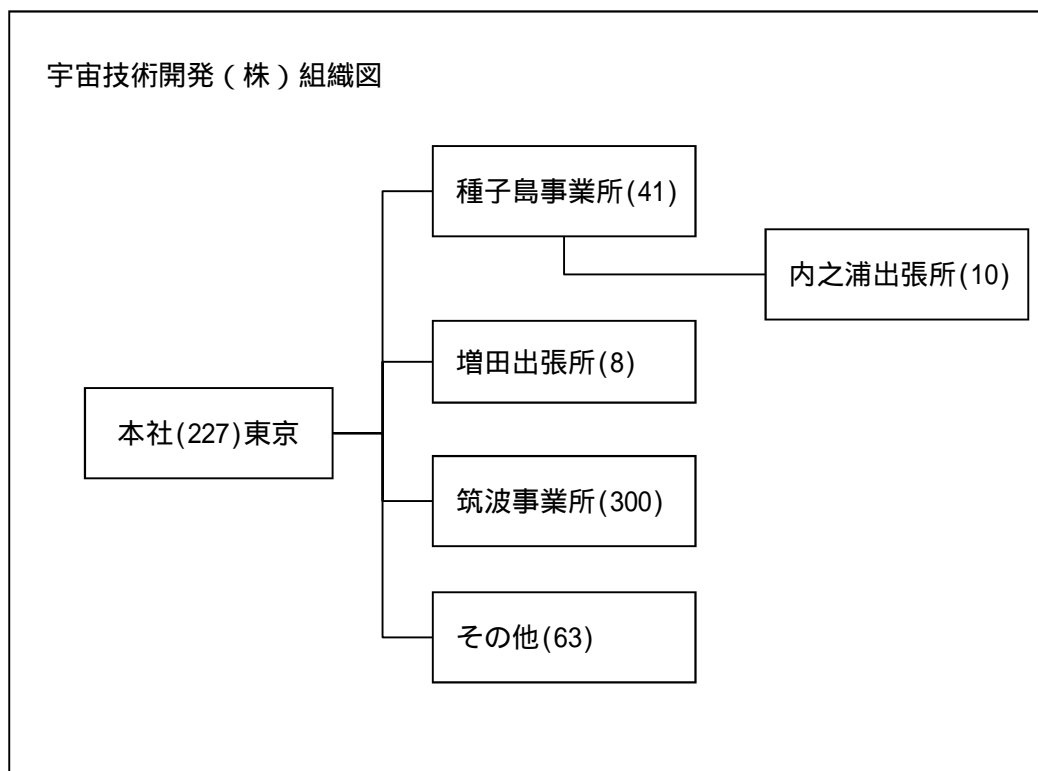 宇宙技術開発（株）組織図
種子島事業所(41)
内之浦出張所(10)
増田出張所(8)
本社(227)東京
筑波事業所(300)
その他(63)